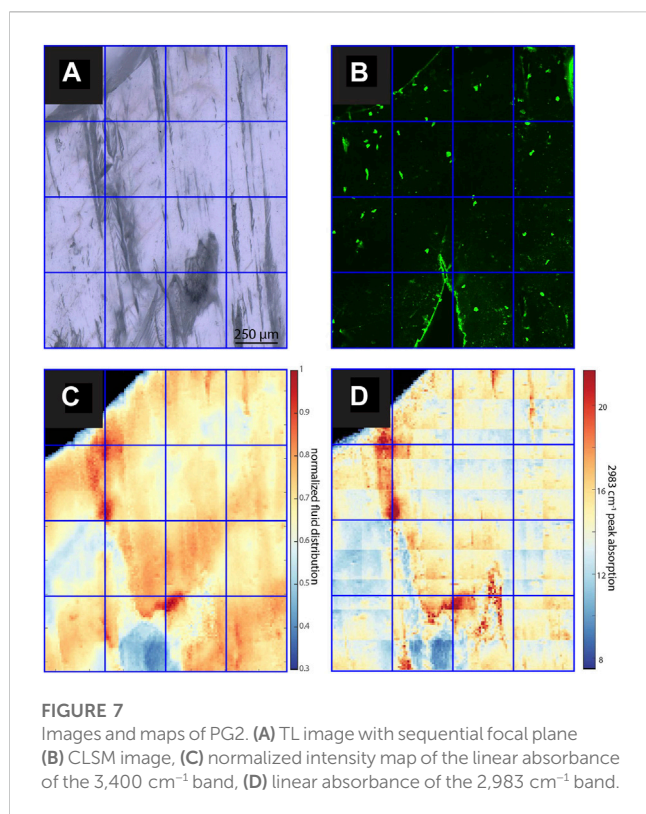 A
B
250 µm
C
1
0.9
0.8
0.7
0.6
0.5
0.4
0.3
normalized fluid distribution
D
20
16
12
8
2983 cm⁻¹ peak absorption
FIGURE 7
Images and maps of PG2. (A) TL image with sequential focal plane
(B) CLSM image, (C) normalized intensity map of the linear absorbance
of the 3,400 cm⁻¹ band, (D) linear absorbance of the 2,983 cm⁻¹ band.